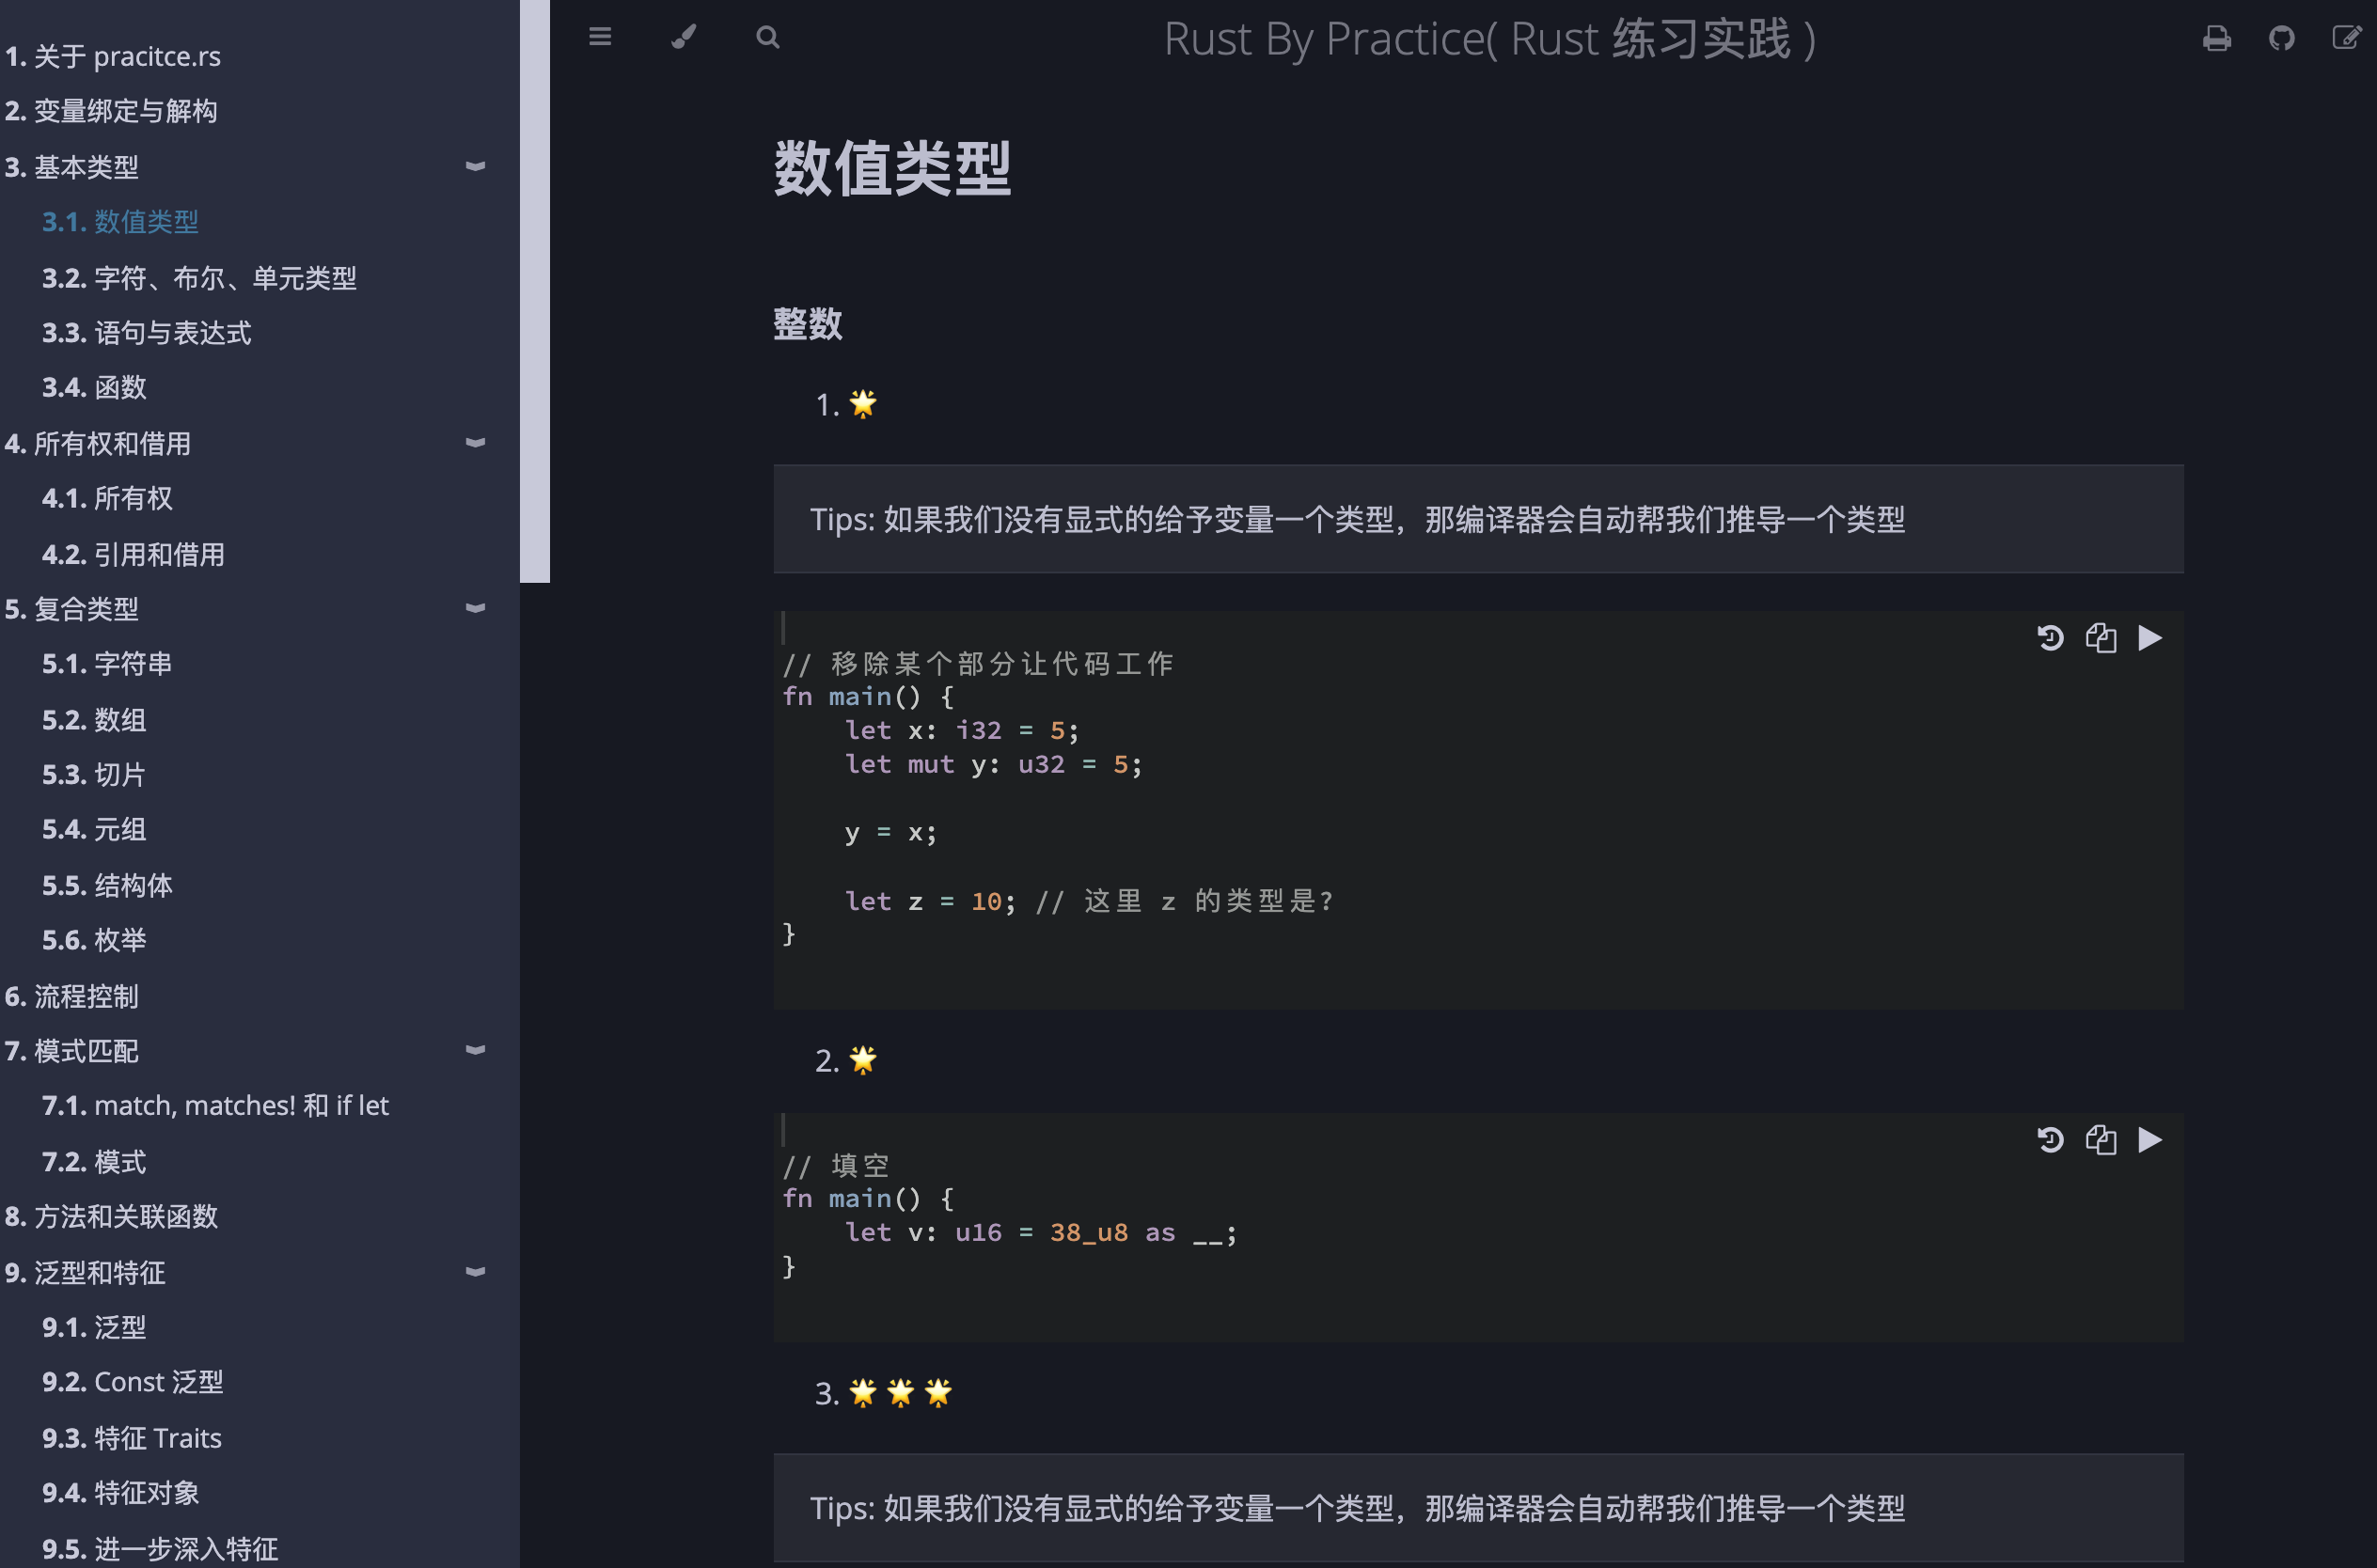 1. 关于 pracitce.rs
2. 变量绑定与解构
3. 基本类型
3.1. 数值类型
3.2. 字符、布尔、单元类型
3.3. 语句与表达式
3.4. 函数
4. 所有权和借用
4.1. 所有权
4.2. 引用和借用
5. 复合类型
5.1. 字符串
5.2. 数组
5.3. 切片
5.4. 元组
5.5. 结构体
5.6. 枚举
6. 流程控制
7. 模式匹配
7.1. match, matches! 和 if let
7.2. 模式
8. 方法和关联函数
9. 泛型和特征
9.1. 泛型
9.2. Const 泛型
9.3. 特征 Traits
9.4. 特征对象
9.5. 进一步深入特征
Rust By Practice( Rust 练习实践 )
数值类型
整数
1. 🌟
Tips: 如果我们没有显式的给予变量一个类型，那编译器会自动帮我们推导一个类型
// 移除某个部分让代码工作
fn main() {
    let x: i32 = 5;
    let mut y: u32 = 5;
    y = x;
    let z = 10; // 这里 z 的类型是?
}
2. 🌟
// 填空
fn main() {
    let v: u16 = 38_u8 as __;
}
3. 🌟🌟🌟
Tips: 如果我们没有显式的给予变量一个类型，那编译器会自动帮我们推导一个类型